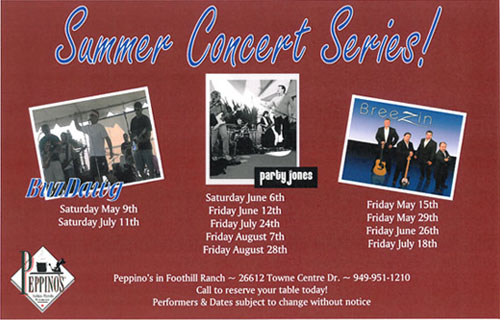 Summer Concert Series!
BuzDawg
Saturday May 9th
Saturday July 11th
party jones
Saturday June 6th
Friday June 12th
Friday July 24th
Friday August 7th
Friday August 28th
BreeZin
Friday May 15th
Friday May 29th
Friday June 26th
Friday July 18th
PEPPINO'S
Peppino's in Foothill Ranch ~ 26612 Towne Centre Dr. ~ 949-951-1210
Call to reserve your table today!
Performers & Dates subject to change without notice